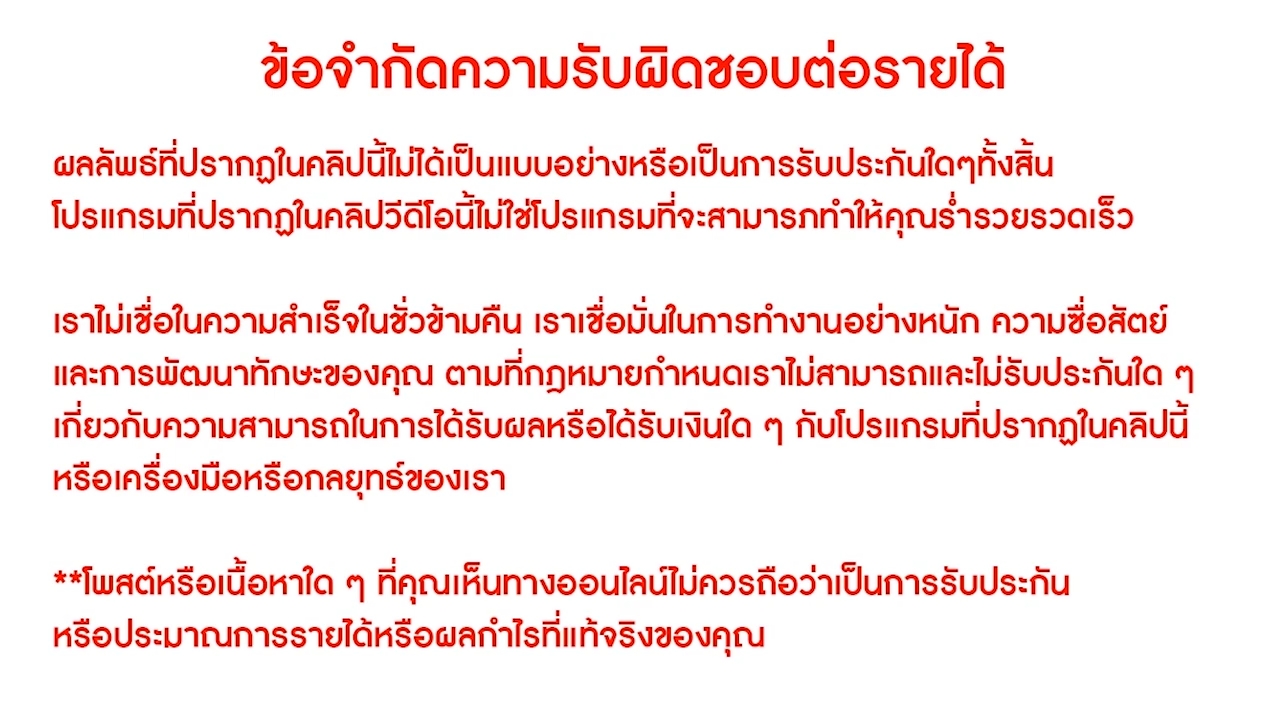 ข้อจำกัดความรับผิดชอบต่อรายได้
ผลลัพธ์ที่ปรากฏในคลิปนี้ไม่ได้เป็นแบบอย่างหรือเป็นการรับประกันใดๆทั้งสิ้น
โปรแกรมที่ปรากฏในคลิปวีดีโอนี้ไม่ใช่โปรแกรมที่จะสามารภทำให้คุณร่ำรวยรวดเร็ว
เราไม่เชื่อในความสำเร็จในชั่วข้ามคืน เราเชื่อมั่นในการทำงานอย่างหนัก ความซื่อสัตย์
และการพัฒนาทักษะของคุณ ตามที่กฎหมายกำหนดเราไม่สามารถและไม่รับประกันใด ๆ
เกี่ยวกับความสามารถในการได้รับผลหรือได้รับเงินใด ๆ กับโปรแกรมที่ปรากฏในคลิปนี้
หรือเครื่องมือหรือกลยุทธ์ของเรา
**โพสต์หรือเนื้อหาใด ๆ ที่คุณเห็นทางออนไลน์ไม่ควรถือว่าเป็นการรับประกัน
หรือประมาณการรายได้หรือผลกำไรที่แท้จริงของคุณ